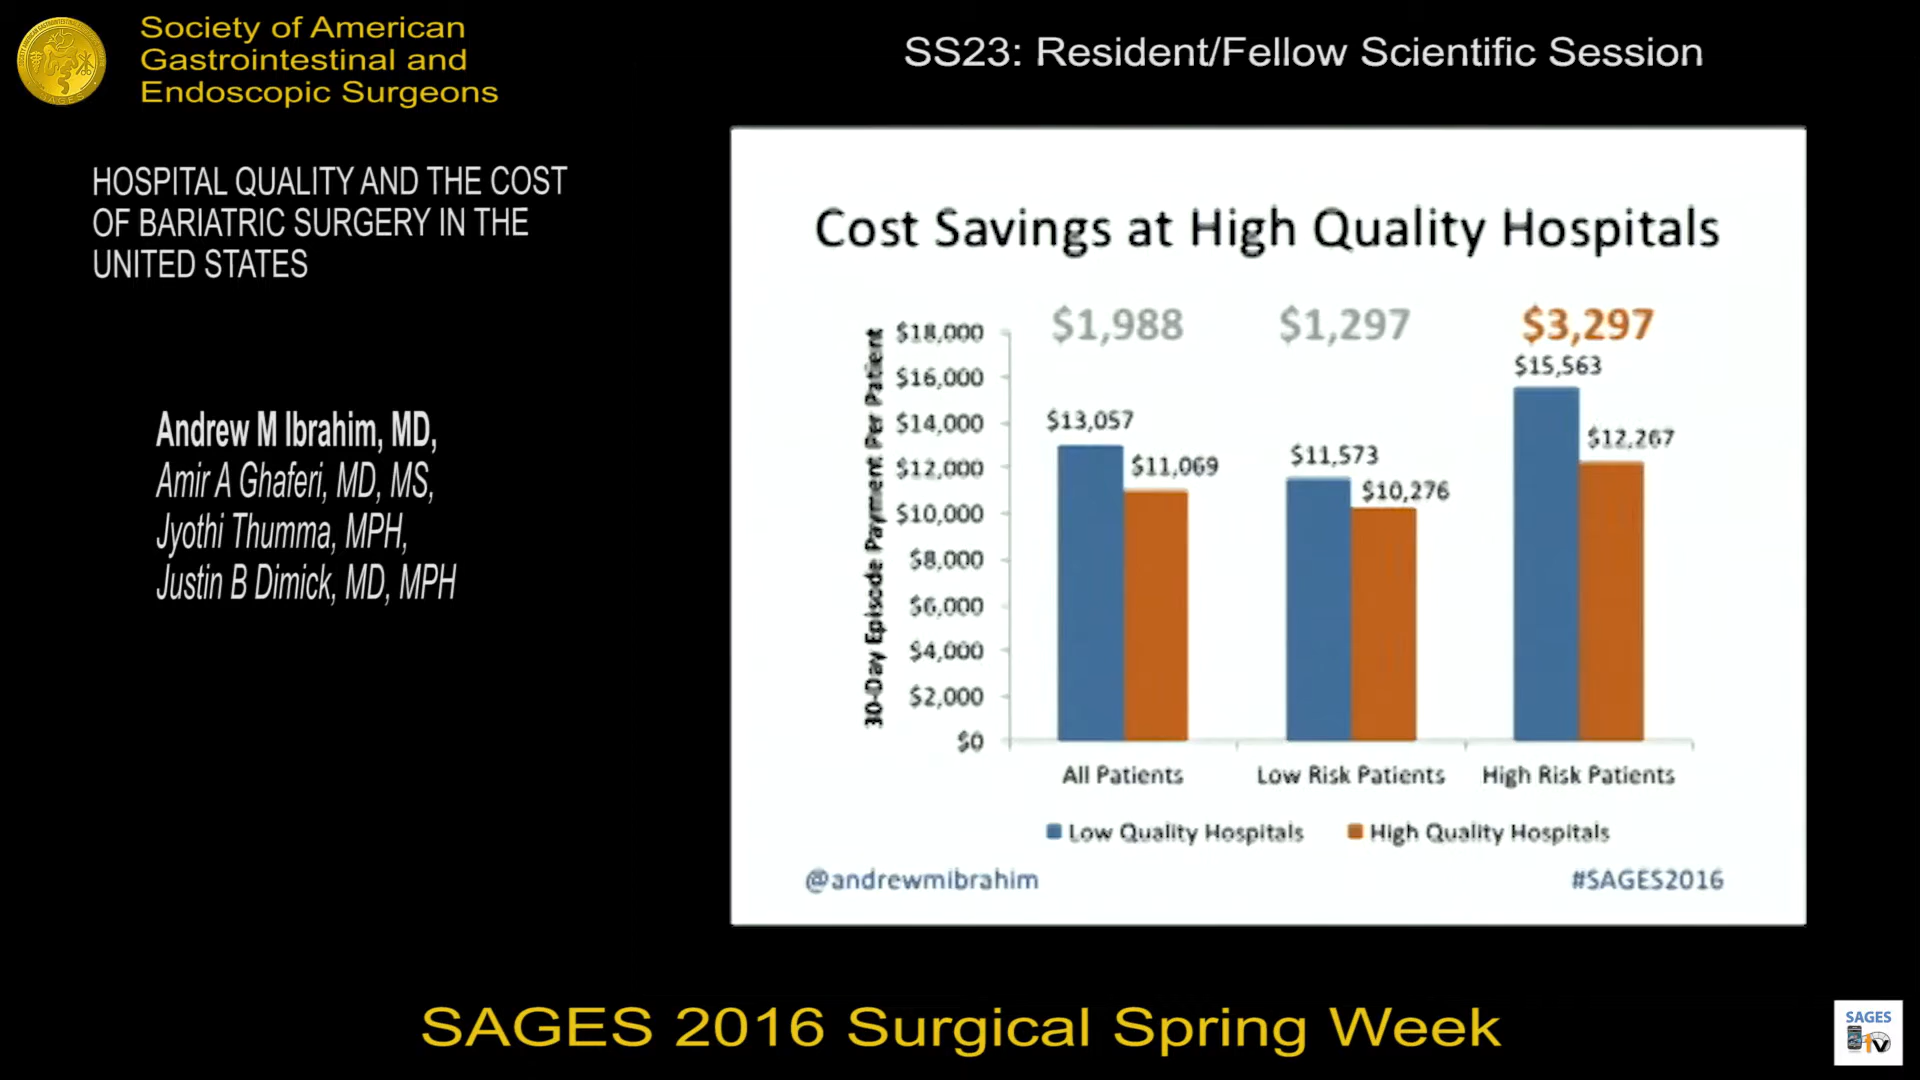 Society of American
Gastrointestinal and
Endoscopic Surgeons
SAGES
SS23: Resident/Fellow Scientific Session
HOSPITAL QUALITY AND THE COST
OF BARIATRIC SURGERY IN THE
UNITED STATES
Andrew M Ibrahim, MD,
Amir A Ghaferi, MD, MS,
Jyothi Thumma, MPH,
Justin B Dimick, MD, MPH
Cost Savings at High Quality Hospitals
$1,988 $1,297 $3,297
30-Day Episode Payment Per Patient
$18,000
$16,000
$14,000
$12,000
$10,000
$8,000
$6,000
$4,000
$2,000
$0
$13,057
$11,069
$11,573
$10,276
$15,563
$12,267
All Patients Low Risk Patients High Risk Patients
Low Quality Hospitals High Quality Hospitals
@andrewmibrahim #SAGES2016
SAGES 2016 Surgical Spring Week
SAGES
TV